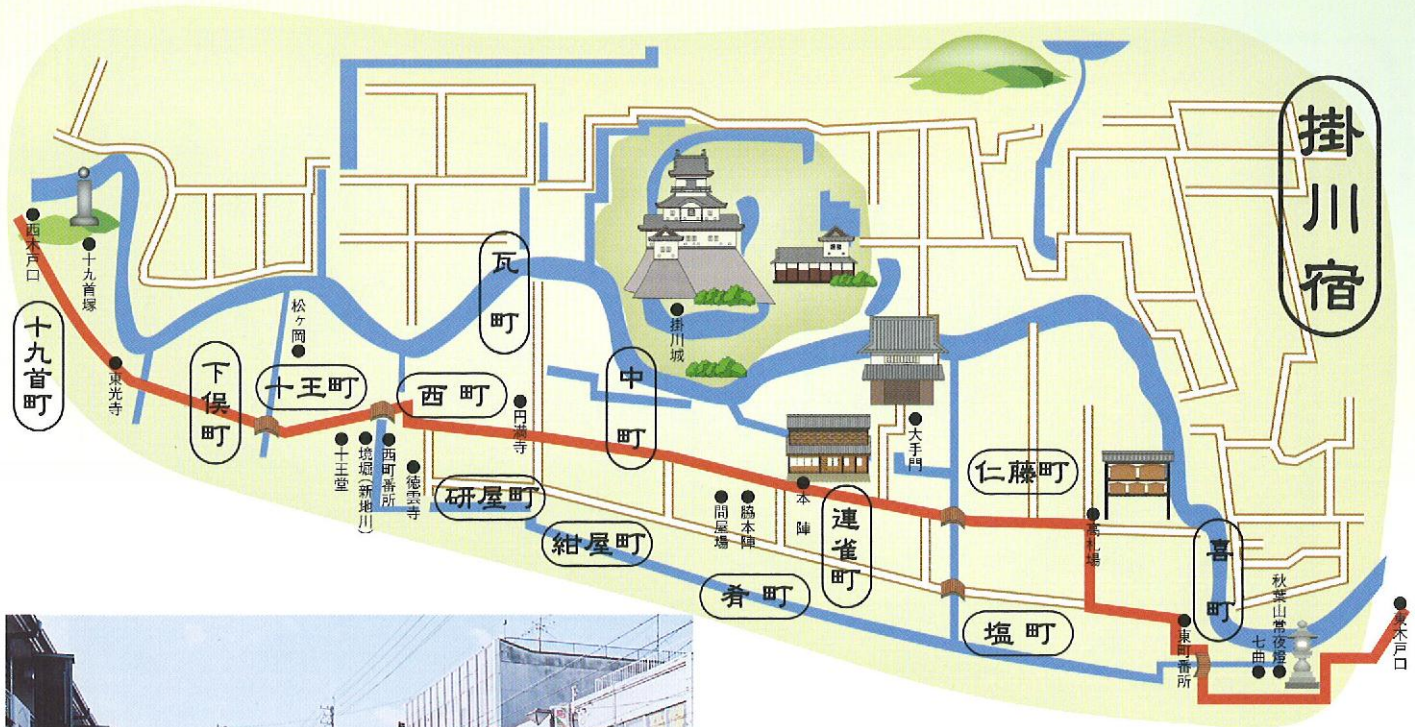 掛川宿
西木戸口
十九首塚
十九首町
東光寺
下俣町
松ヶ岡
十王町
十王堂
境堀(新地川)
西町番所
西町
徳雲寺
瓦町
円満寺
研屋町
紺屋町
中町
掛川城
問屋場
脇本陣
本陣
肴町
連雀町
大手門
仁藤町
塩町
高札場
喜町
東町番所
七曲
秋葉山常夜燈
東木戸口